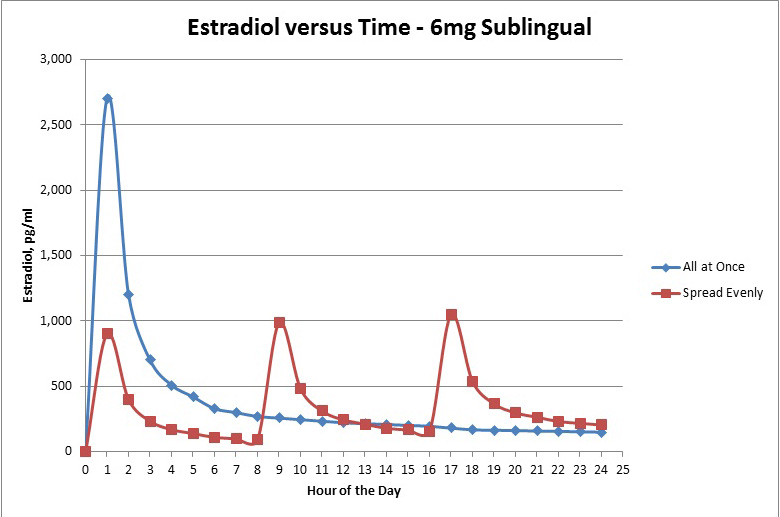 Estradiol versus Time - 6mg Sublingual
3,000
2,500
2,000
1,500
1,000
500
0
Estradiol, pg/ml
0 1 2 3 4 5 6 7 8 9 10 11 12 13 14 15 16 17 18 19 20 21 22 23 24 25
Hour of the Day
All at Once
Spread Evenly